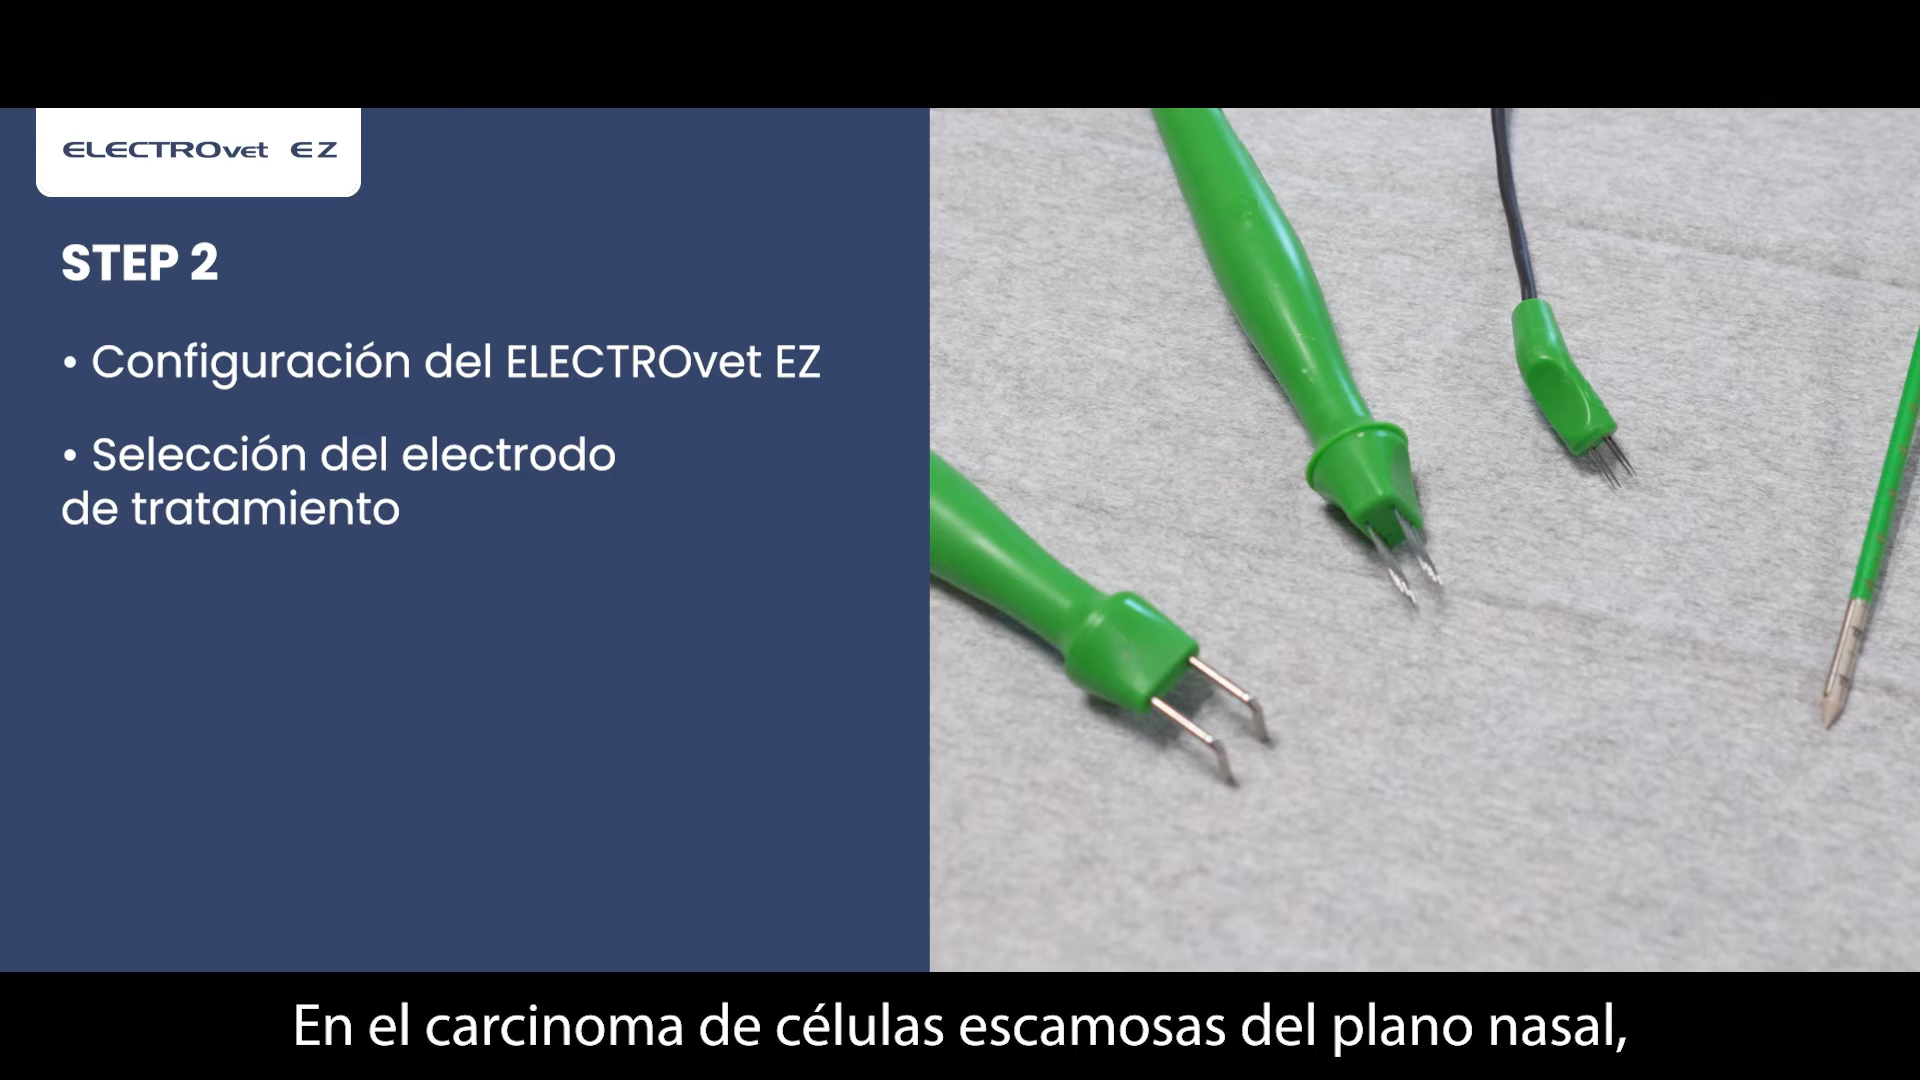 ELECTROvet EZ
STEP 2
• Configuración del ELECTROvet EZ
• Selección del electrodo
de tratamiento
En el carcinoma de células escamosas del plano nasal,